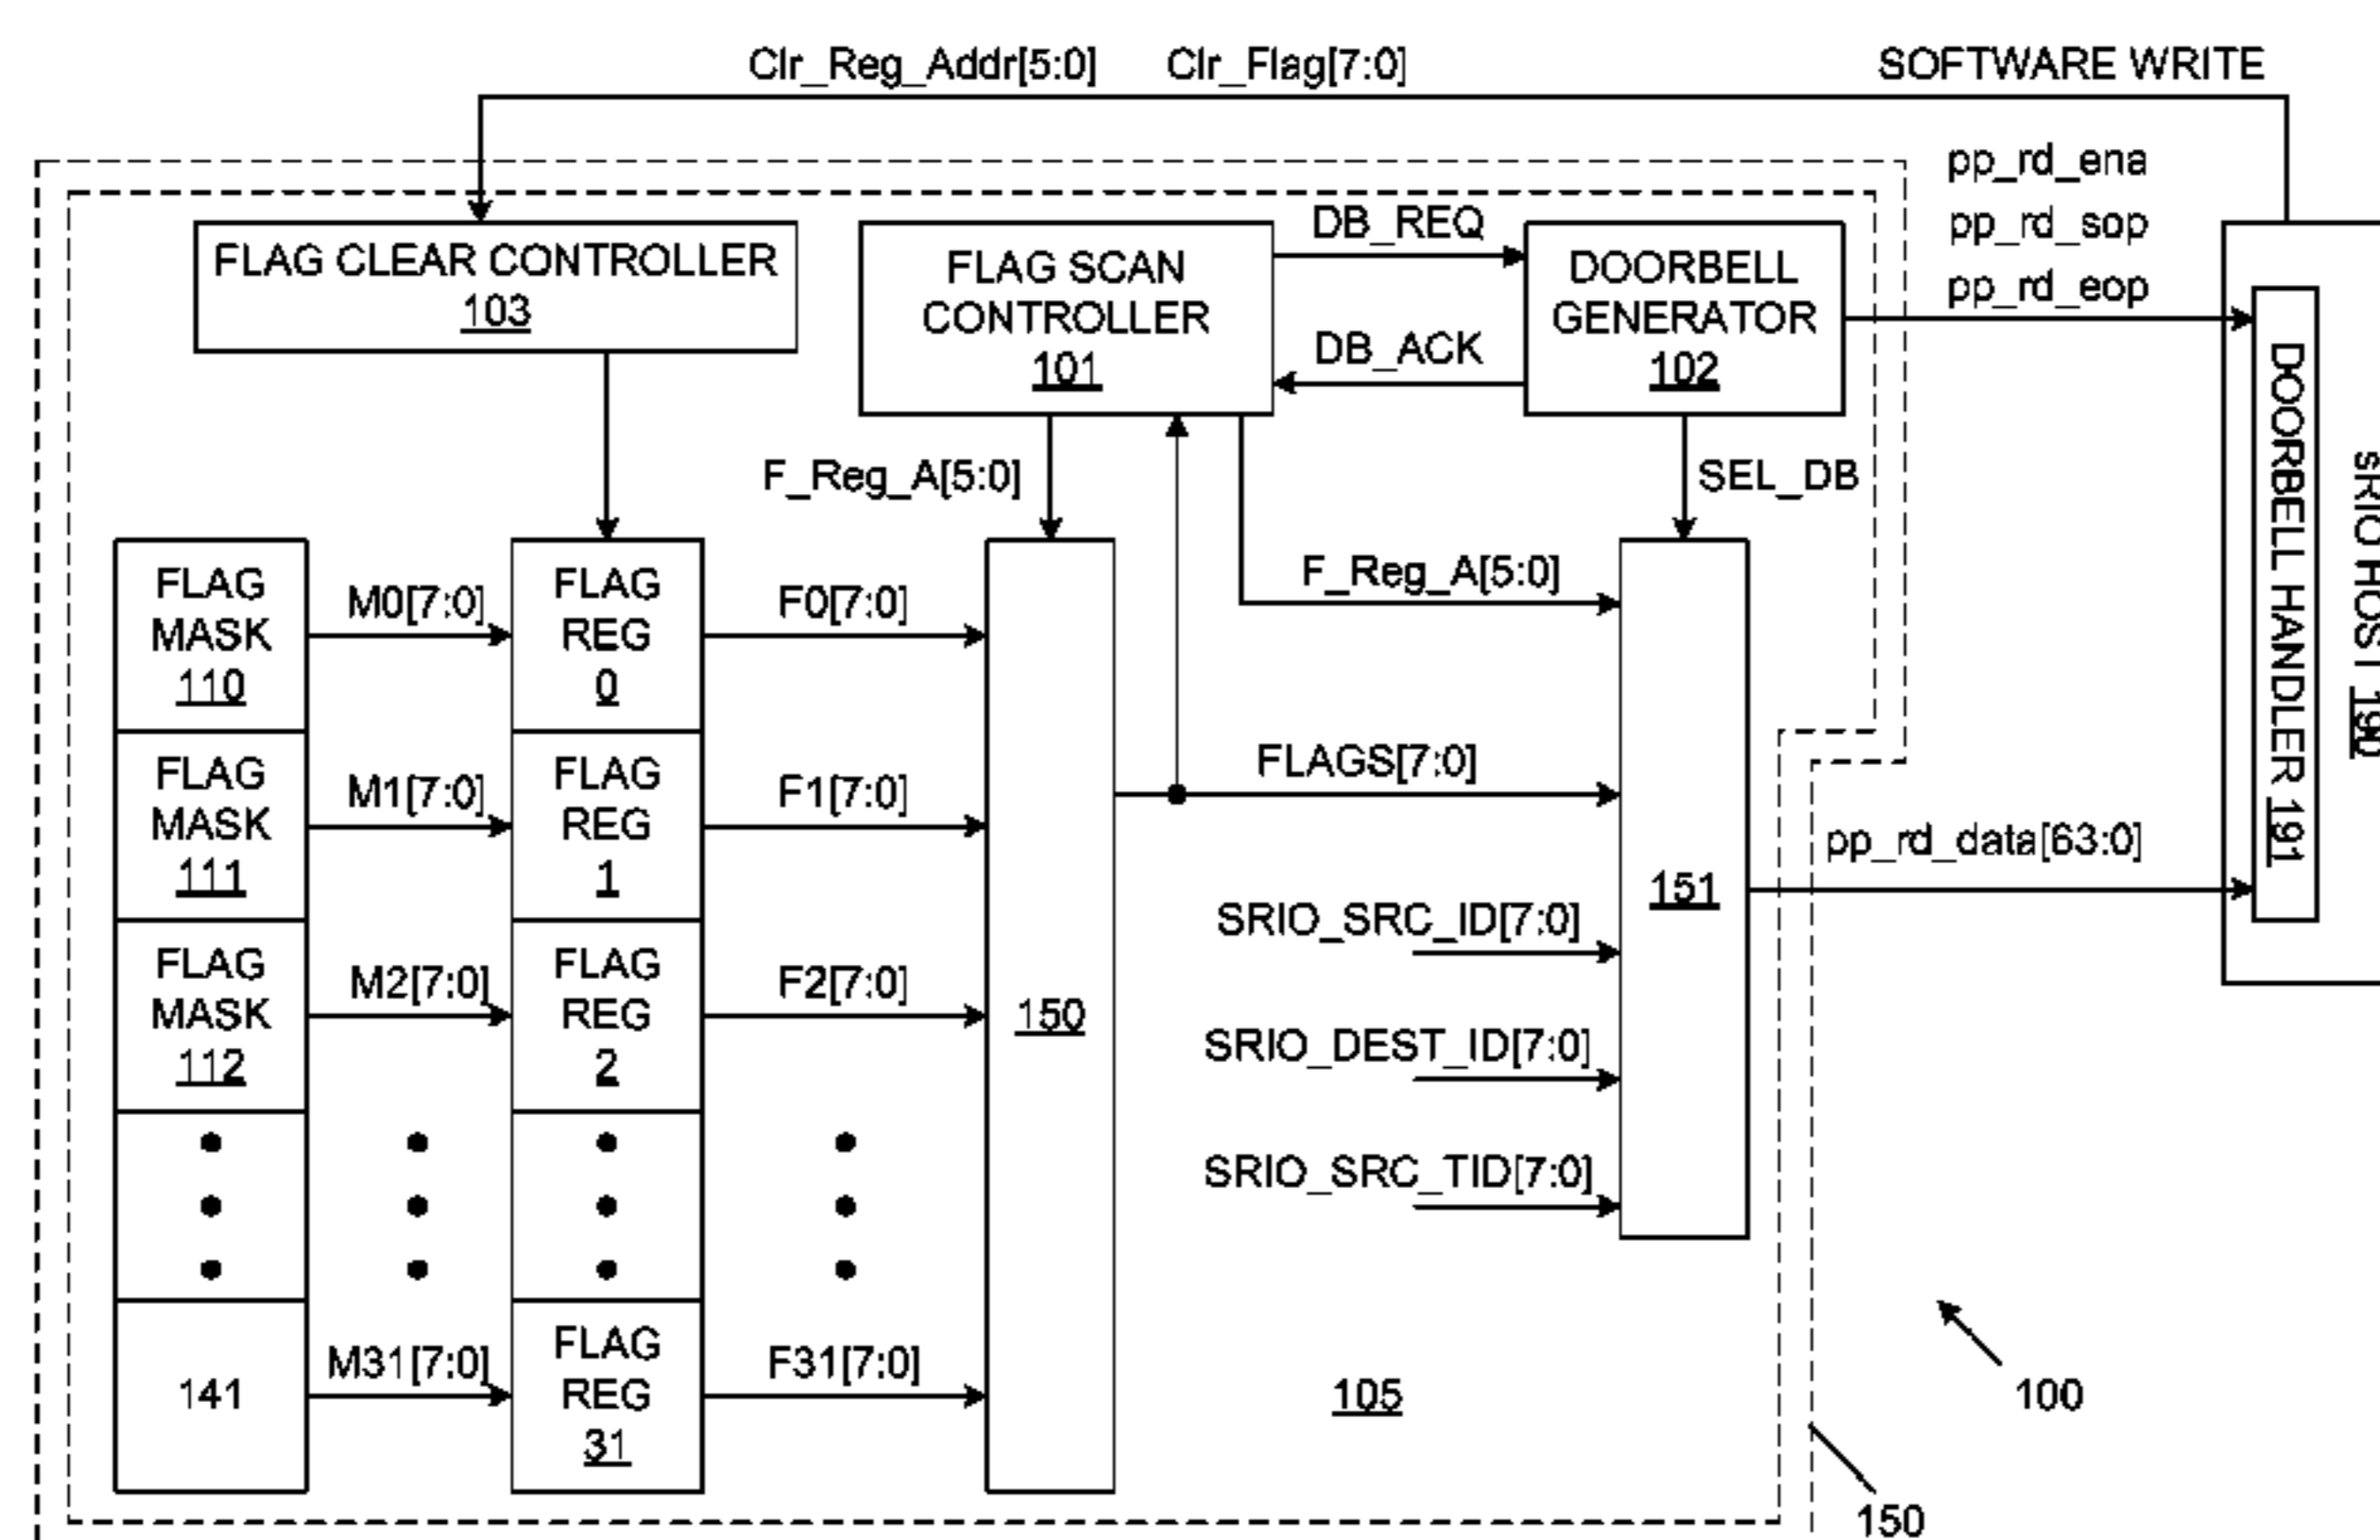 Clr_Reg_Addr[5:0] Clr_Flag[7:0] SOFTWARE WRITE
pp_rd_ena
pp_rd_sop
pp_rd_eop
FLAG CLEAR CONTROLLER
103
FLAG SCAN
CONTROLLER
101
DB_REQ
DB_ACK
DOORBELL
GENERATOR
102
F_Reg_A[5:0]
SEL_DB
F_Reg_A[5:0]
DOORBELL HANDLER 191
sRIO HOST 190
FLAG
MASK
110
M0[7:0]
FLAG
REG
0
F0[7:0]
FLAG
MASK
111
M1[7:0]
FLAG
REG
1
F1[7:0]
FLAGS[7:0]
FLAG
MASK
112
M2[7:0]
FLAG
REG
2
F2[7:0]
150
151
pp_rd_data[63:0]
SRIO_SRC_ID[7:0]
SRIO_DEST_ID[7:0]
SRIO_SRC_TID[7:0]
141
M31[7:0]
FLAG
REG
31
F31[7:0]
105
100
150